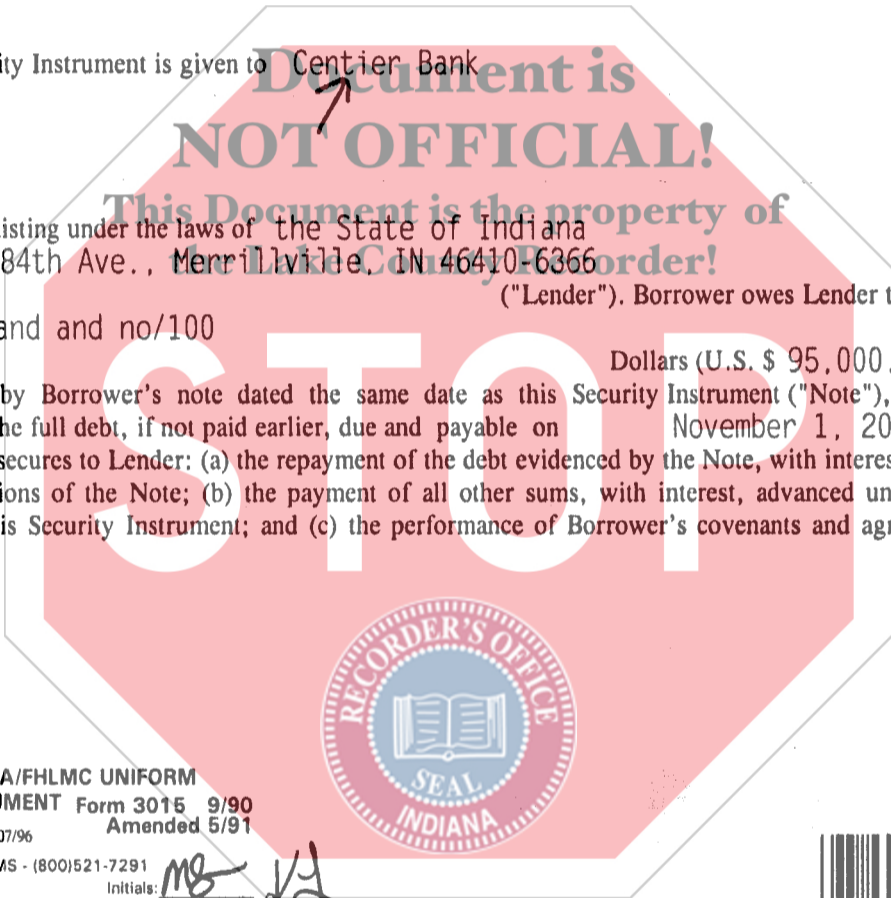 ity Instrument is given to Centier Bank
Document is
NOT OFFICIAL!
This Document is the property of
isting under the laws of the State of Indiana
84th Ave., Merrillville, IN 46410-6366
the Lake County Recorder!
("Lender"). Borrower owes Lender t
and and no/100
Dollars (U.S. $ 95,000.
STOP
by Borrower's note dated the same date as this Security Instrument ("Note"),
he full debt, if not paid earlier, due and payable on November 1, 20
secures to Lender: (a) the repayment of the debt evidenced by the Note, with interes
ions of the Note; (b) the payment of all other sums, with interest, advanced un
is Security Instrument; and (c) the performance of Borrower's covenants and agr
RECORDER'S OFFICE
SEAL
INDIANA
A/FHLMC UNIFORM
MENT Form 3015 9/90
Amended 5/91
07/96
MS - (800)521-7291
Initials: